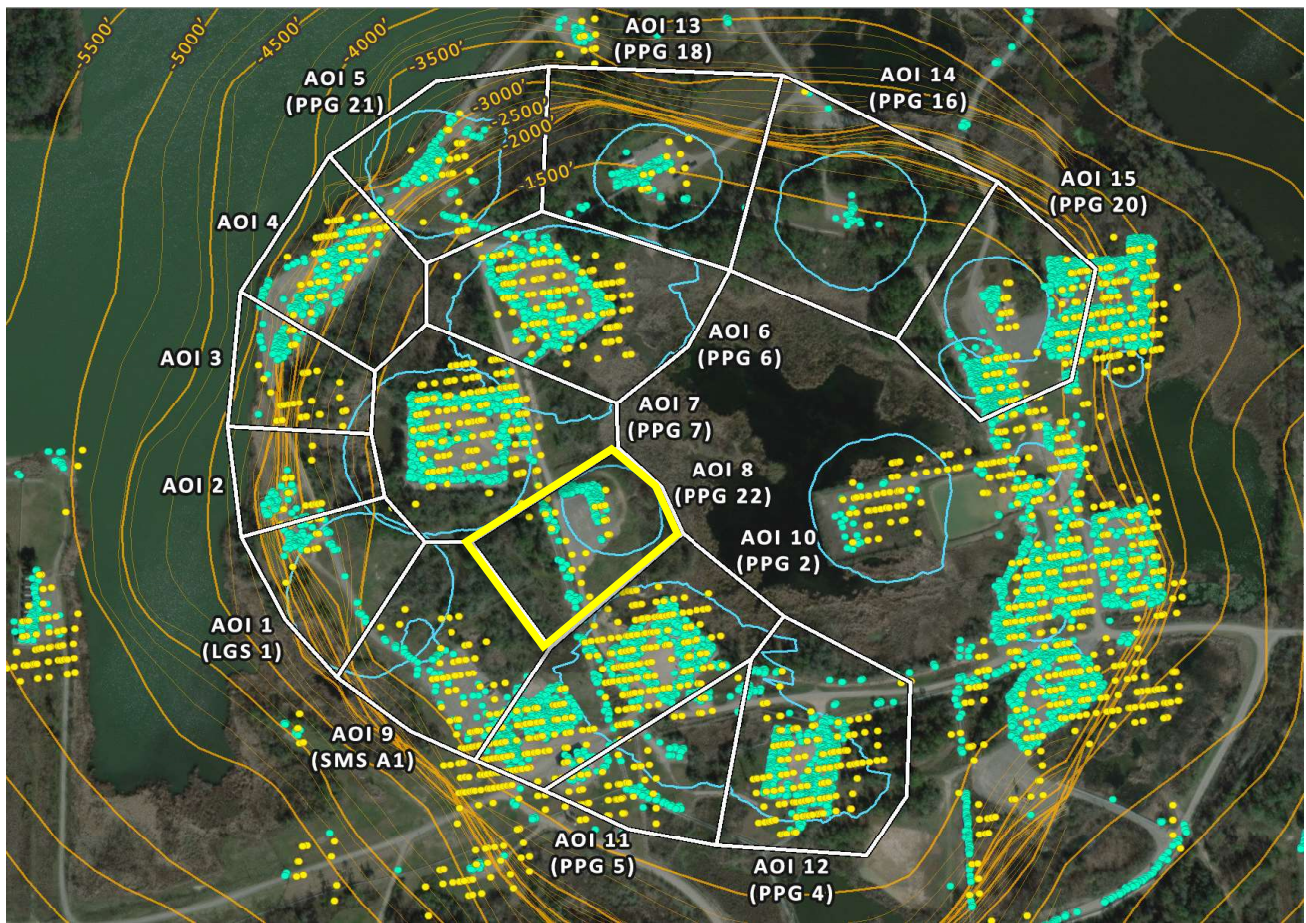 -5500'
-5000'
-4500'
-4000'
-3500'
-3000'
-2500'
-2000'
-1500'
AOI 13
(PPG 18)
AOI 5
(PPG 21)
AOI 14
(PPG 16)
AOI 15
(PPG 20)
AOI 4
AOI 3
AOI 6
(PPG 6)
AOI 7
(PPG 7)
AOI 8
(PPG 22)
AOI 2
AOI 10
(PPG 2)
AOI 1
(LGS 1)
AOI 9
(SMS A1)
AOI 11
(PPG 5)
AOI 12
(PPG 4)